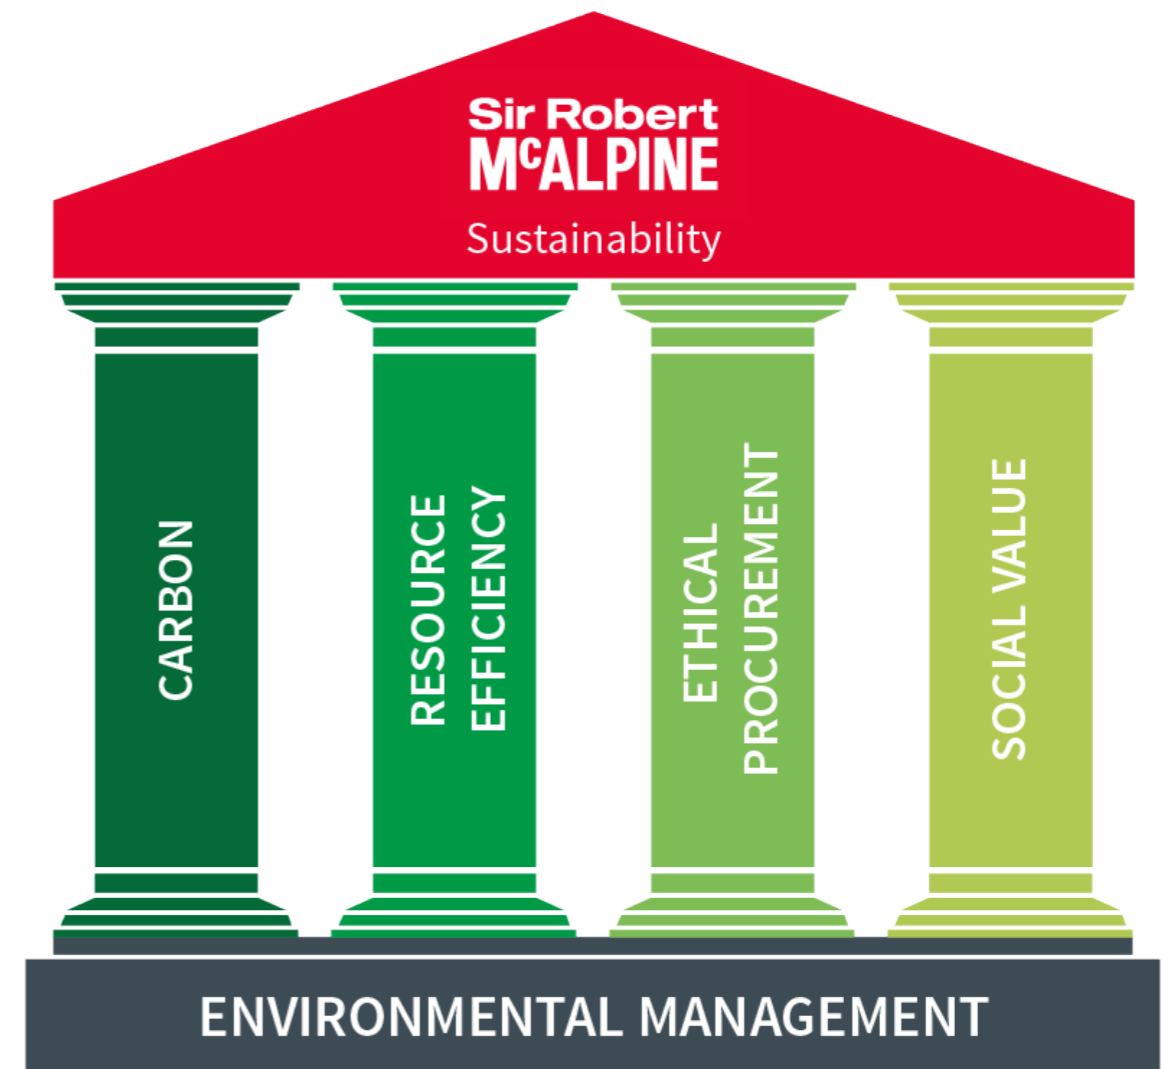 Sir Robert
McALPINE
Sustainability
CARBON
RESOURCE
EFFICIENCY
ETHICAL
PROCUREMENT
SOCIAL VALUE
ENVIRONMENTAL MANAGEMENT